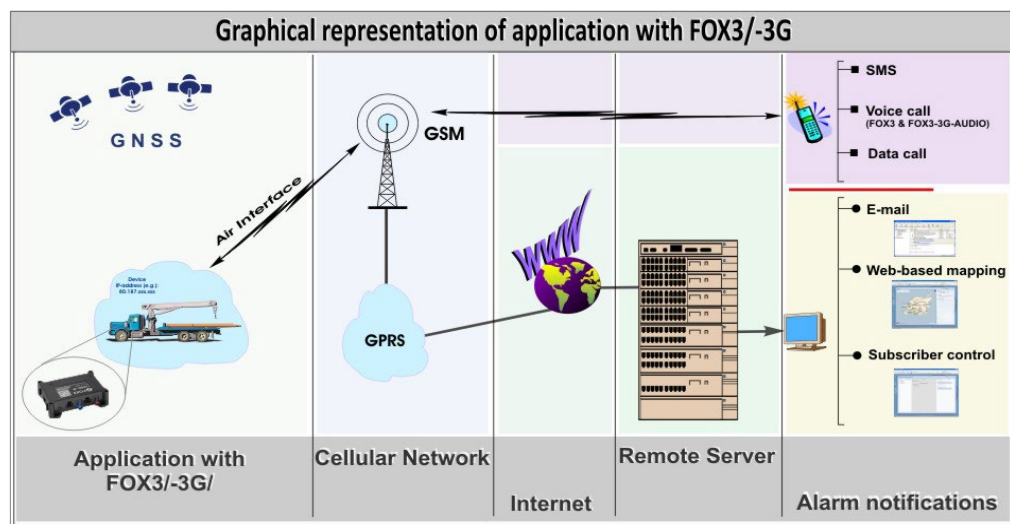 Graphical representation of application with FOX3/-3G
GNSS
Air Interface
Device
IP-address (e.g.):
GSM
GPRS
WWW
SMS
Voice call
(FOX3 & FOX3-3G-AUDIO)
Data call
E-mail
Web-based mapping
Subscriber control
Application with
FOX3/-3G/
Cellular Network
Internet
Remote Server
Alarm notifications